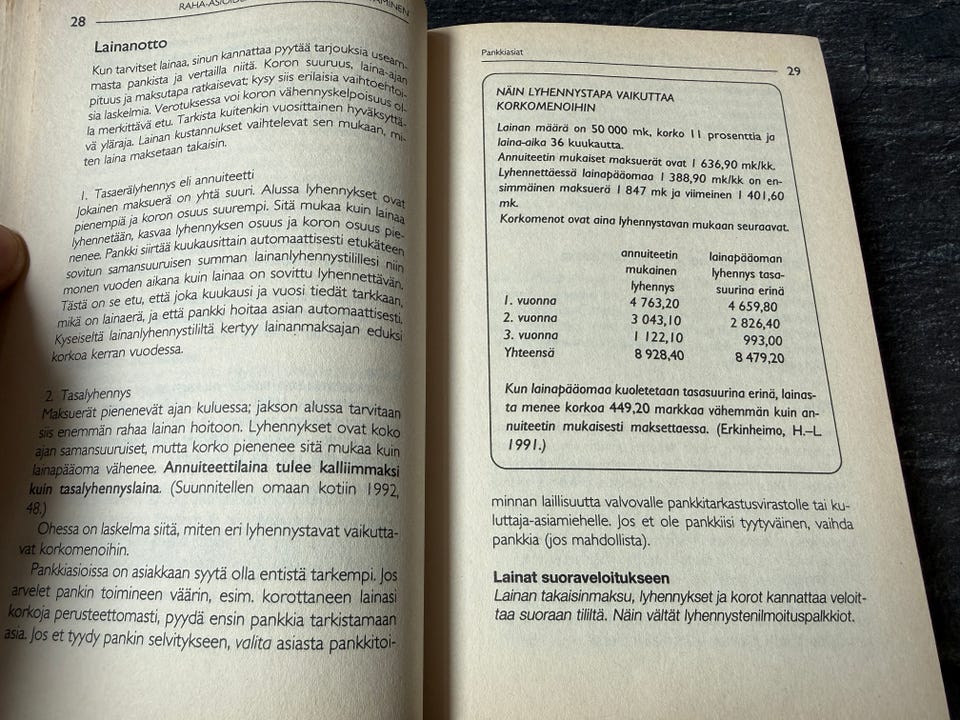 28
RAHA-ASIOIDE
Lainanotto
Kun tarvitset lainaa, sinun kannattaa pyytää tarjouksia useam-
masta pankista ja vertailla niitä. Koron suuruus, laina-ajan
pituus ja maksutapa ratkaisevat; kysy siis erilaisia vaihtoehtoi-
sia laskelmia. Verotuksessa voi koron vähennyskelpoisuus ol-
la merkittävä etu. Tarkista kuitenkin vuosittainen hyväksyttä-
vä yläraja. Lainan kustannukset vaihtelevat sen mukaan, mi-
ten laina maksetaan takaisin.
1. Tasaerälyhennys eli annuiteetti
Jokainen maksuerä on yhtä suuri. Alussa lyhennykset ovat
pienempiä ja koron osuus suurempi. Sitä mukaa kuin lainaa
lyhennetään, kasvaa lyhennyksen osuus ja koron osuus pie-
nenee. Pankki siirtää kuukausittain automaattisesti etukäteen
sovitun samansuuruisen summan lainanlyhennystilillesi niin
monen vuoden aikana kuin lainaa on sovittu lyhennettävän.
Tästä on se etu, että joka kuukausi ja vuosi tiedät tarkkaan,
mikä on lainaerä, ja että pankki hoitaa asian automaattisesti.
Kyseiseltä lainanlyhennystililtä kertyy lainanmaksajan eduksi
korkoa kerran vuodessa.
2. Tasalyhennys
Maksuerät pienenevät ajan kuluessa; jakson alussa tarvitaan
siis enemmän rahaa lainan hoitoon. Lyhennykset ovat koko
ajan samansuuruiset, mutta korko pienenee sitä mukaa kuin
lainapääoma vähenee. Annuiteettilaina tulee kalliimmaksi
kuin tasalyhennyslaina. (Suunnitellen omaan kotiin 1992,
48.)
Ohessa on laskelma siitä, miten eri lyhennystavat vaikutta-
vat korkomenoihin.
Pankkiasioissa on asiakkaan syytä olla entistä tarkempi. Jos
arvelet pankin toimineen väärin, esim. korottaneen lainasi
korkoja perusteettomasti, pyydä ensin pankkia tarkistamaan
asia. Jos et tyydy pankin selvitykseen, valita asiasta pankkitoi-
Pankkiasiat
29
NÄIN LYHENNYSTAPA VAIKUTTAA
KORKOMENOIHIN
Lainan määrä on 50 000 mk, korko 11 prosenttia ja
laina-aika 36 kuukautta.
Annuiteetin mukaiset maksuerät ovat 1 636,90 mk/kk.
Lyhennettäessä lainapääomaa 1 388,90 mk/kk on en-
simmäinen maksuerä 1 847 mk ja viimeinen 1 401,60
mk.
Korkomenot ovat aina lyhennystavan mukaan seuraavat.
annuiteetin lainapääoman
mukainen lyhennys tasa-
lyhennys suurina erinä
1. vuonna 4 763,20 4 659,80
2. vuonna 3 043,10 2 826,40
3. vuonna 1 122,10 993,00
Yhteensä 8 928,40 8 479,20
Kun lainapääomaa kuoletetaan tasasuurina erinä, lainas-
ta menee korkoa 449,20 markkaa vähemmän kuin an-
nuiteetin mukaisesti maksettaessa. (Erkinheimo, H.–L.
1991.)
minnan laillisuutta valvovalle pankkitarkastusvirastolle tai ku-
luttaja-asiamiehelle. Jos et ole pankkiisi tyytyväinen, vaihda
pankkia (jos mahdollista).
Lainat suoraveloitukseen
Lainan takaisinmaksu, lyhennykset ja korot kannattaa veloit-
taa suoraan tililtä. Näin vältät lyhennystenilmoituspalkkiot.